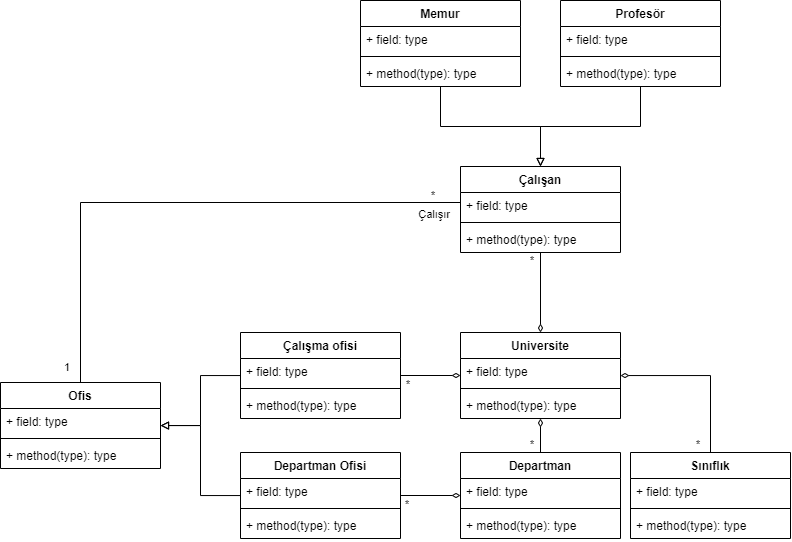 Memur
+ field: type
+ method(type): type
Profesör
+ field: type
+ method(type): type
Çalışan
+ field: type
+ method(type): type
*
Çalışır
*
1
Çalışma ofisi
+ field: type
+ method(type): type
*
Universite
+ field: type
+ method(type): type
Ofis
+ field: type
+ method(type): type
*
*
Departman Ofisi
+ field: type
+ method(type): type
*
Departman
+ field: type
+ method(type): type
Sınıflık
+ field: type
+ method(type): type